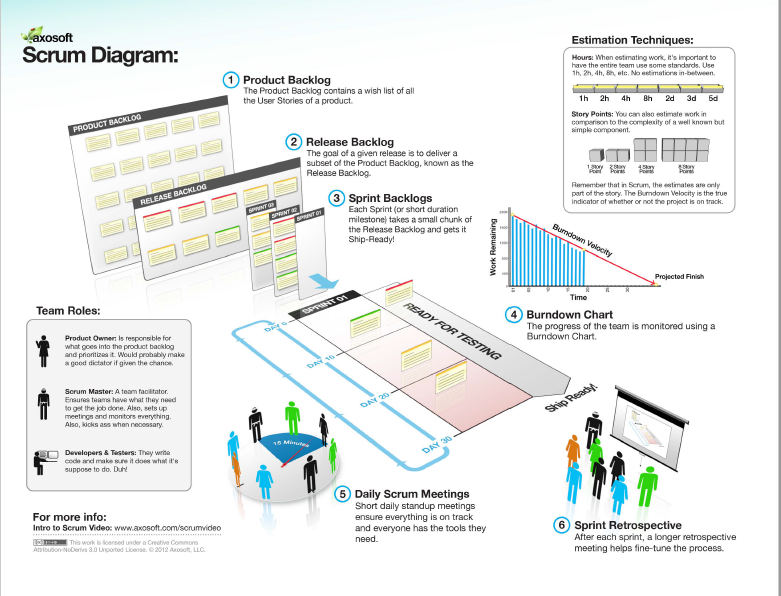 axosoft
Scrum Diagram:
1 Product Backlog
The Product Backlog contains a wish list of all
the User Stories of a product.
PRODUCT BACKLOG
2 Release Backlog
The goal of a given release is to deliver a
subset of the Product Backlog, known as the
Release Backlog.
RELEASE BACKLOG
3 Sprint Backlogs
Each Sprint (or short duration
milestone) takes a small chunk of
the Release Backlog and gets it
Ship-Ready!
SPRINT 03
SPRINT 02
SPRINT 01
Estimation Techniques:
Hours: When estimating work, it's important to
have the entire team use some standards. Use
1h, 2h, 4h, 8h, etc. No estimations in-between.
1h 2h 4h 8h 2d 3d 5d
Story Points: You can also estimate work in
comparison to the complexity of a well known but
simple component.
1 Story
Point
2 Story
Points
4 Story
Points
8 Story
Points
Remember that in Scrum, the estimates are only
part of the story. The Burndown Velocity is the true
indicator of whether or not the project is on track.
Work Remaining
Burndown Velocity
Projected Finish
Time
4 Burndown Chart
The progress of the team is monitored using a
Burndown Chart.
SPRINT 01
READY FOR TESTING
Ship Ready!
DAY 0
DAY 10
DAY 20
DAY 30
Team Roles:
Product Owner: Is responsible for
what goes into the product backlog
and prioritizes it. Would probably make
a good dictator if given the chance.
Scrum Master: A team facilitator.
Ensures teams have what they need
to get the job done. Also, sets up
meetings and monitors everything.
Also, kicks ass when necessary.
Developers & Testers: They write
code and make sure it does what it's
suppose to do. Duh!
15 Minutes
5 Daily Scrum Meetings
Short daily standup meetings
ensure everything is on track
and everyone has the tools they
need.
6 Sprint Retrospective
After each sprint, a longer retrospective
meeting helps fine-tune the process.
For more info:
Intro to Scrum Video: www.axosoft.com/scrumvideo
This work is licensed under a Creative Commons
Attribution-NoDerivs 3.0 Unported License. © 2012 Axosoft, LLC.